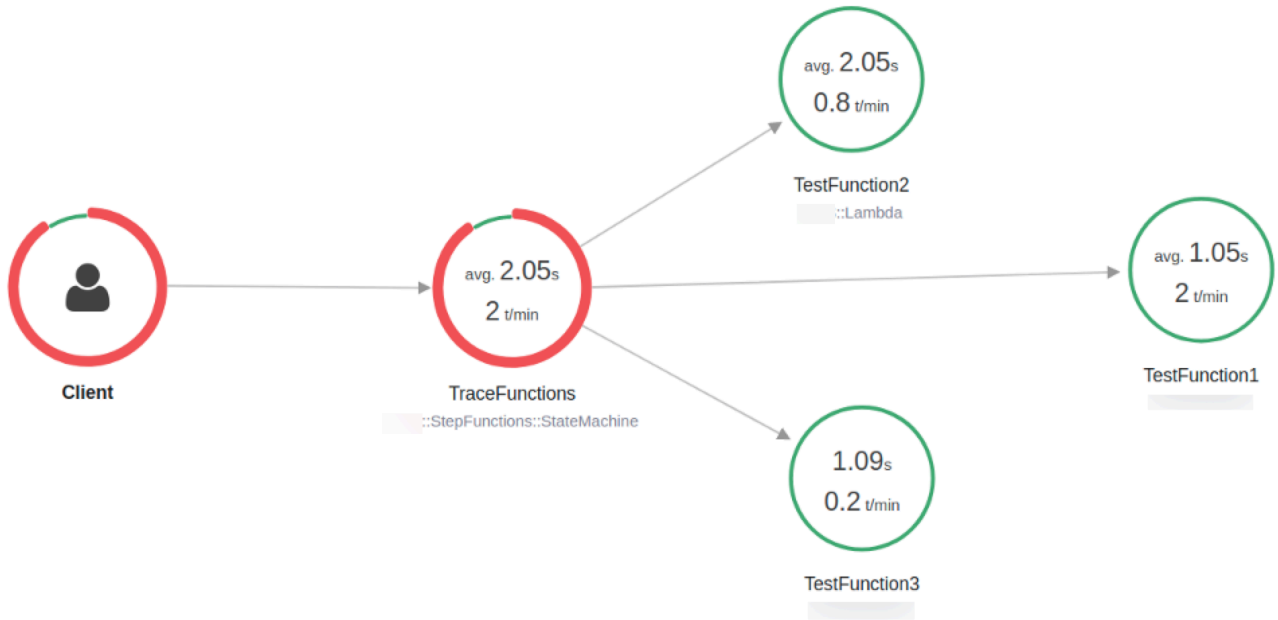 avg. 2.05s
0.8 t/min
TestFunction2
::Lambda
avg. 2.05s
2 t/min
TraceFunctions
::StepFunctions::StateMachine
Client
avg. 1.05s
2 t/min
TestFunction1
1.09s
0.2 t/min
TestFunction3